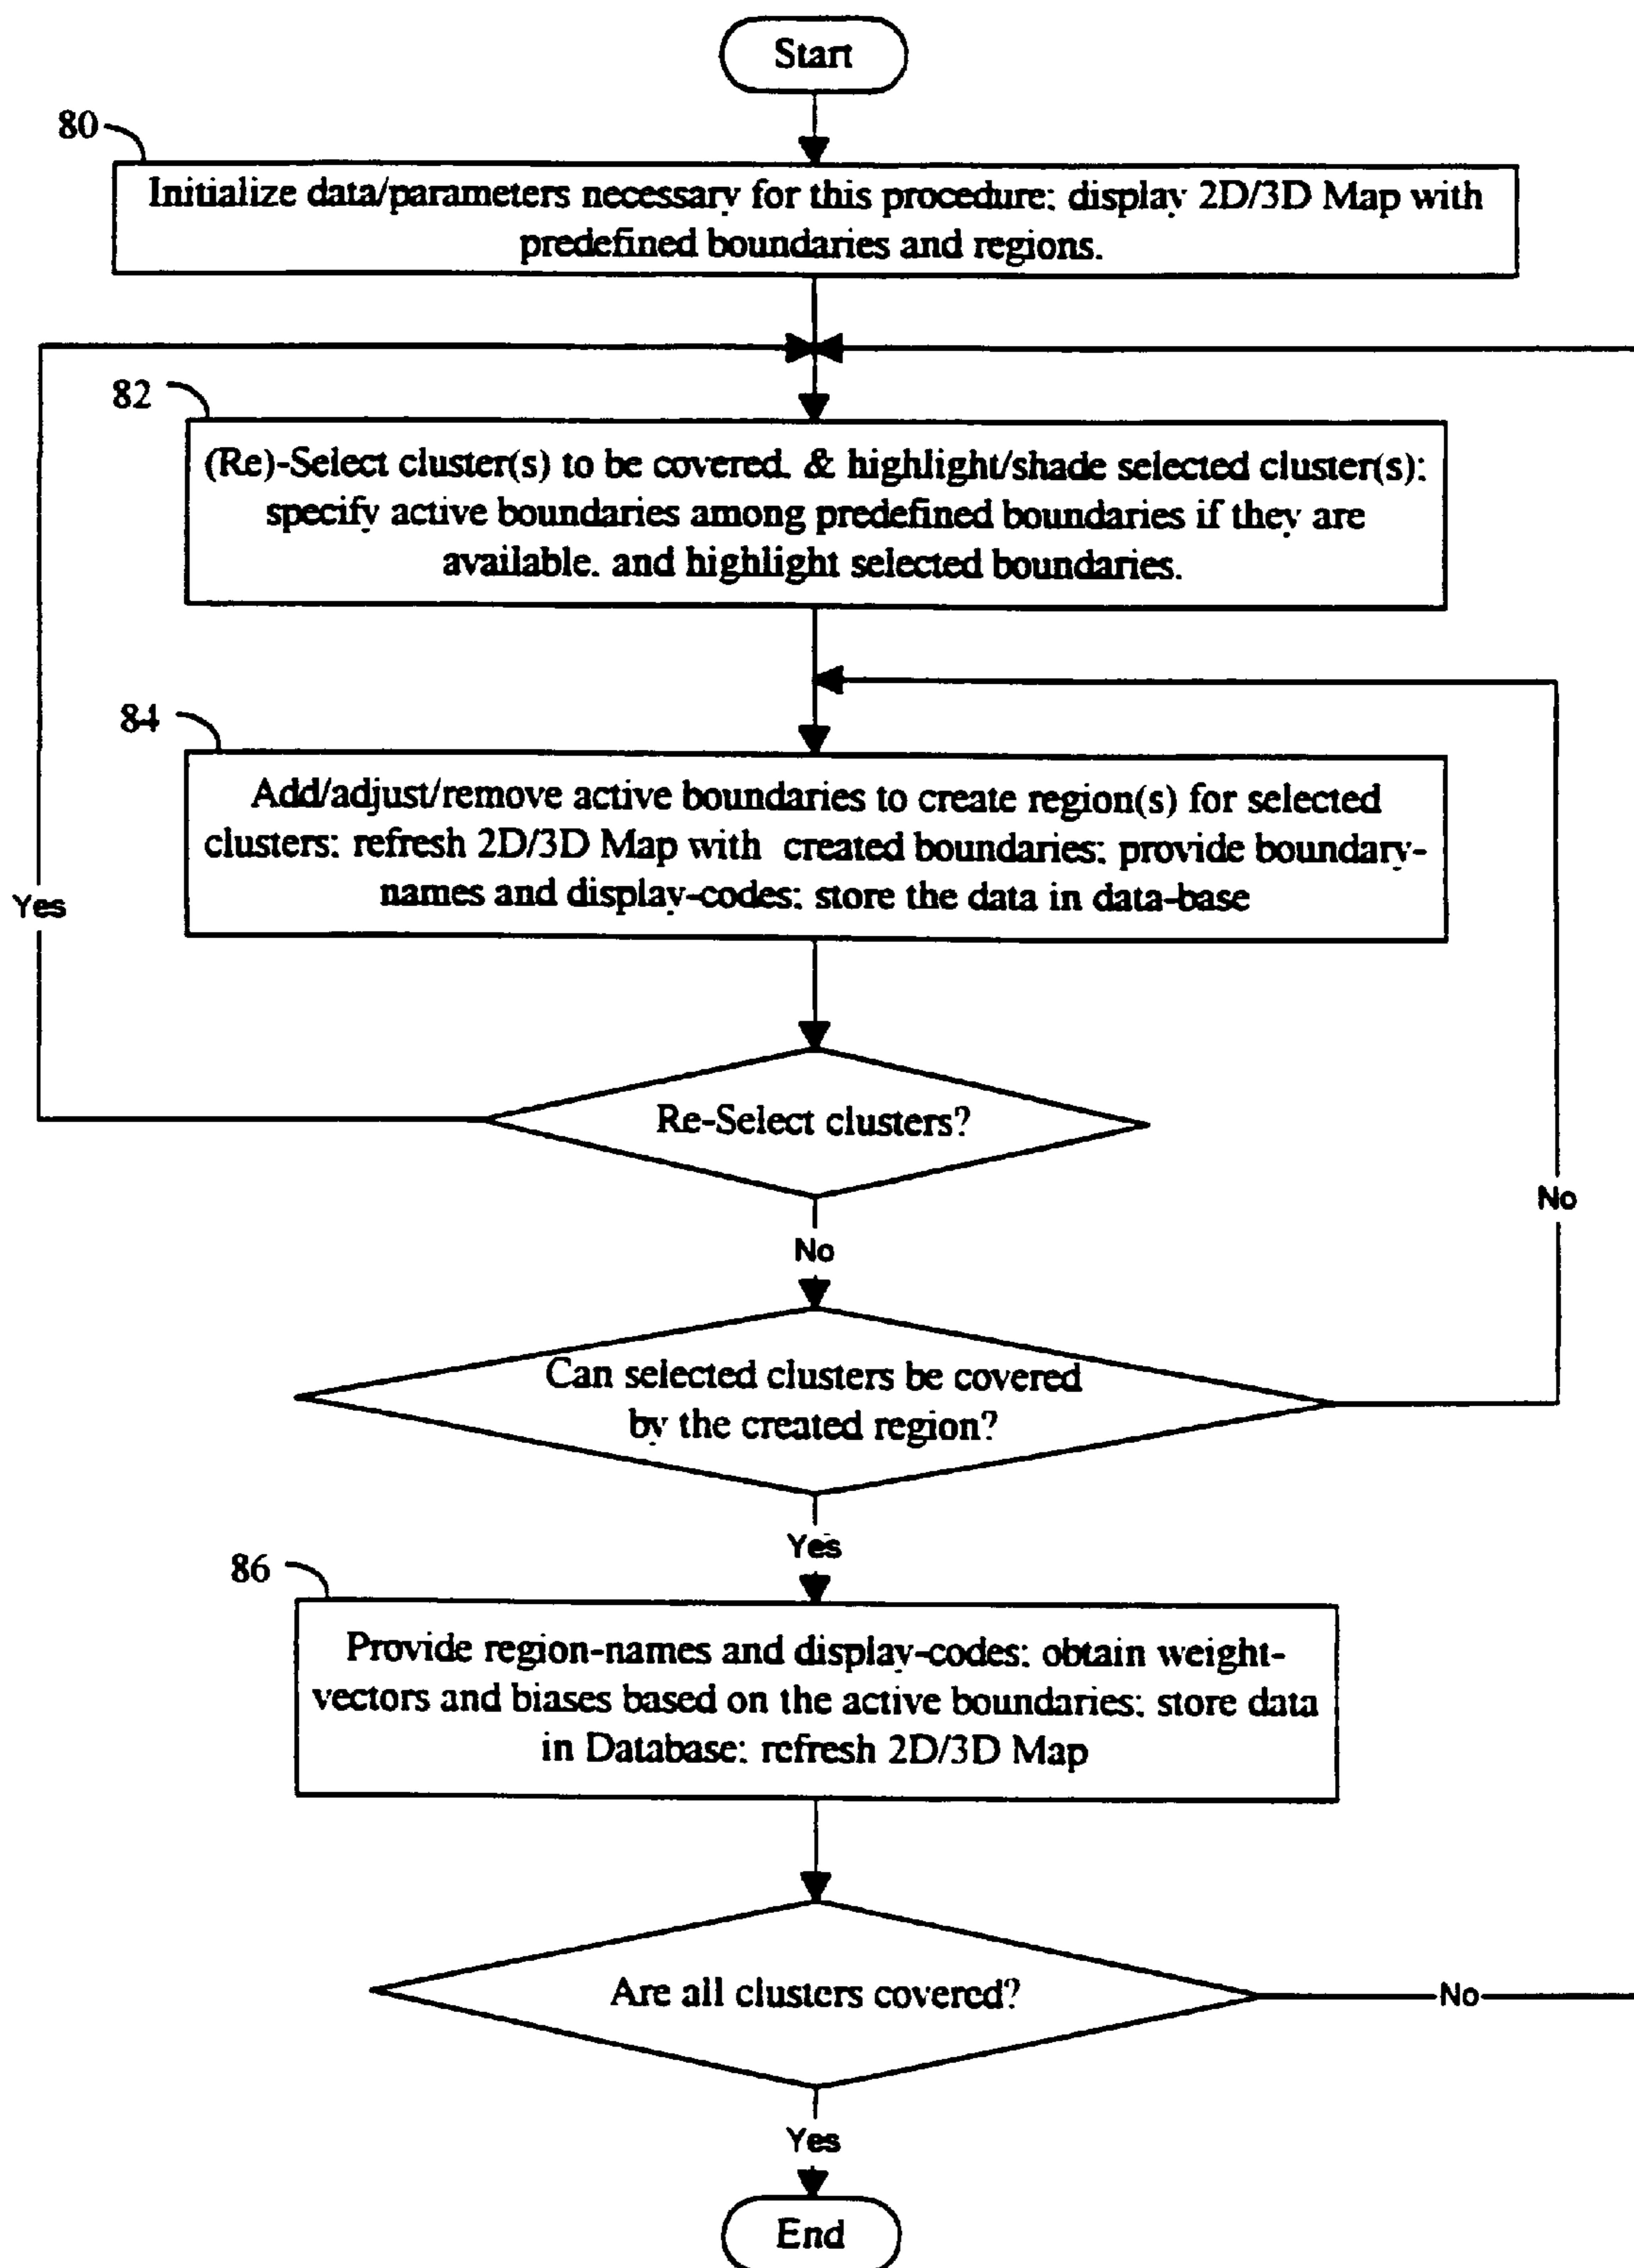 Start
80
Initialize data/parameters necessary for this procedure; display 2D/3D Map with
predefined boundaries and regions.
82
(Re)-Select cluster(s) to be covered, & highlight/shade selected cluster(s);
specify active boundaries among predefined boundaries if they are
available, and highlight selected boundaries.
84
Add/adjust/remove active boundaries to create region(s) for selected
clusters; refresh 2D/3D Map with created boundaries; provide boundary-
names and display-codes; store the data in data-base
Yes
Re-Select clusters?
No
No
Can selected clusters be covered
by the created region?
Yes
86
Provide region-names and display-codes; obtain weight-
vectors and biases based on the active boundaries; store data
in Database; refresh 2D/3D Map
Are all clusters covered?
No
Yes
End